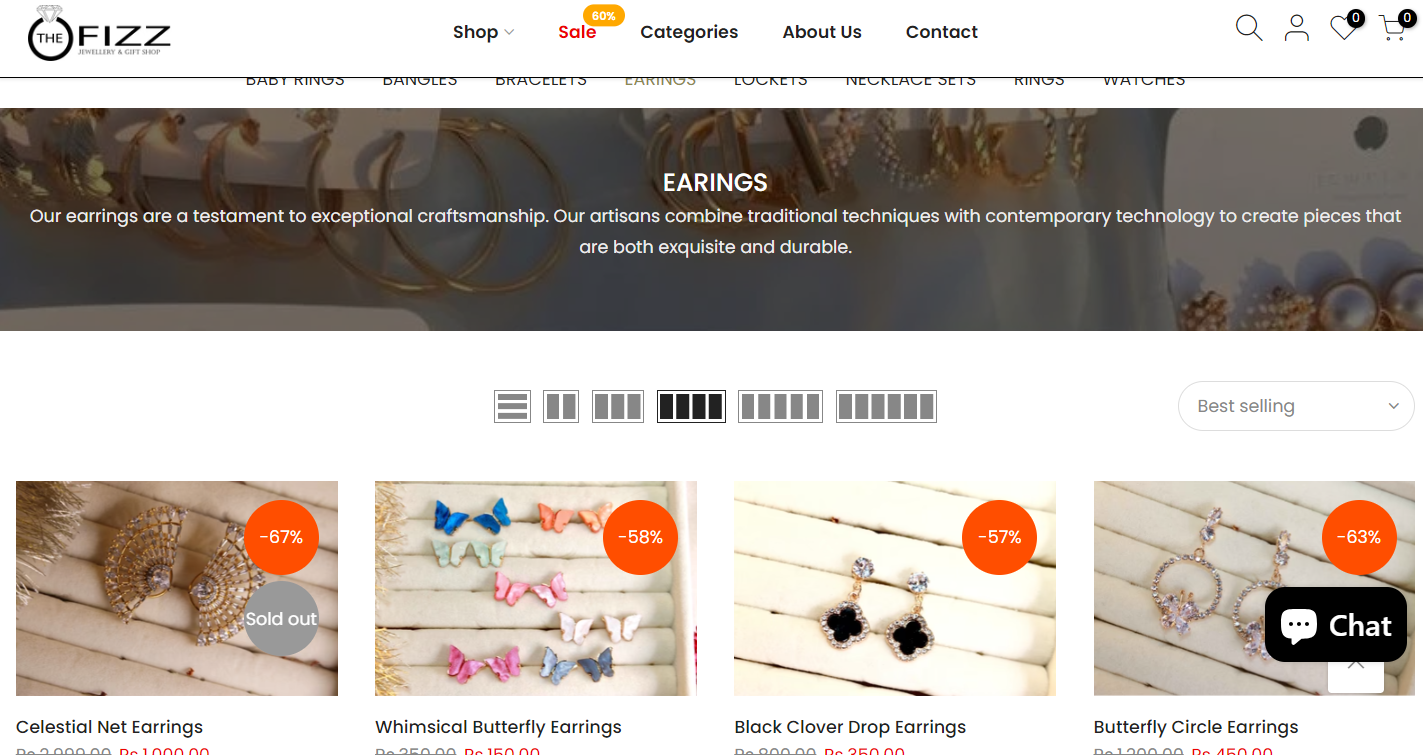 THE FIZZ
JEWELLERY & GIFT SHOP
Shop
Sale
60%
Categories
About Us
Contact
0
0
BABY RINGS BANGLES BRACELETS EARINGS LOCKETS NECKLACE SETS RINGS WATCHES
EARINGS
Our earrings are a testament to exceptional craftsmanship. Our artisans combine traditional techniques with contemporary technology to create pieces that
are both exquisite and durable.
Best selling
-67%
Sold out
-58%
-57%
-63%
Chat
Celestial Net Earrings
Rs.2,999.00 Rs.1,000.00
Whimsical Butterfly Earrings
Rs.350.00 Rs.150.00
Black Clover Drop Earrings
Rs.800.00 Rs.350.00
Butterfly Circle Earrings
Rs.1,200.00 Rs.450.00